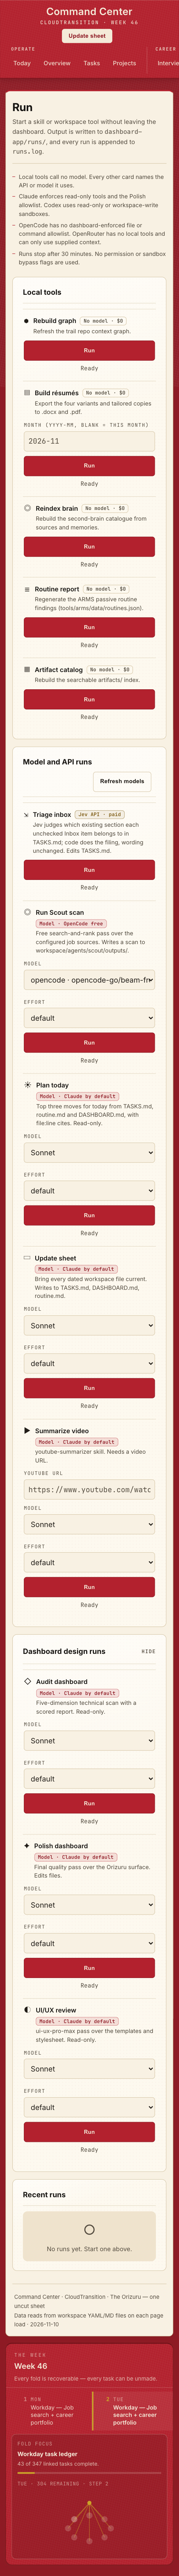 Command Center
CLOUDTRANSITION · WEEK 46
Update sheet
OPERATE
CAREER
Today
Overview
Tasks
Projects
Run
Start a skill or workspace tool without leaving the
dashboard. Output is written to dashboard-
app/runs/, and every run is appended to
runs.log.
– Local tools call no model. Every other card names the
API or model it uses.
– Claude enforces read-only tools and the Polish
allowlist. Codex uses read-only or workspace-write
sandboxes.
– OpenCode has no dashboard-enforced file or
command allowlist. OpenRouter has no local tools and
can only use supplied context.
– Runs stop after 30 minutes. No permission or sandbox
bypass flags are used.
Local tools
Rebuild graph
No model · $0
Refresh the trail repo context graph.
Run
Ready
Build résumés
No model · $0
Export the four variants and tailored copies
to .docx and .pdf.
MONTH (YYYY-MM, BLANK = THIS MONTH)
2026-11
Run
Ready
Reindex brain
No model · $0
Rebuild the second-brain catalogue from
sources and memories.
Run
Ready
Routine report
No model · $0
Regenerate the ARMS passive routine
findings (tools/arms/data/routines.json).
Run
Ready
Artifact catalog
No model · $0
Rebuild the searchable artifacts/ index.
Run
Ready
Model and API runs
Refresh models
Triage inbox
Jev API · paid
Jev judges which existing section each
unchecked Inbox item belongs to in
TASKS.md; code does the filing, wording
unchanged. Edits TASKS.md.
Run
Ready
Run Scout scan
Model · OpenCode free
Free search-and-rank pass over the
configured job sources. Writes a scan to
workspace/agents/scout/outputs/.
MODEL
opencode · opencode-go/beam-fr
EFFORT
default
Run
Ready
Plan today
Model · Claude by default
Top three moves for today from TASKS.md,
routine.md and DASHBOARD.md, with
file:line cites. Read-only.
MODEL
Sonnet
EFFORT
default
Run
Ready
Update sheet
Model · Claude by default
Bring every dated workspace file current.
Writes to TASKS.md, DASHBOARD.md,
routine.md.
MODEL
Sonnet
EFFORT
default
Run
Ready
Summarize video
Model · Claude by default
youtube-summarizer skill. Needs a video
URL.
YOUTUBE URL
https://www.youtube.com/watc
MODEL
Sonnet
EFFORT
default
Run
Ready
Dashboard design runs
HIDE
Audit dashboard
Model · Claude by default
Five-dimension technical scan with a
scored report. Read-only.
MODEL
Sonnet
EFFORT
default
Run
Ready
Polish dashboard
Model · Claude by default
Final quality pass over the Orizuru surface.
Edits files.
MODEL
Sonnet
EFFORT
default
Run
Ready
UI/UX review
Model · Claude by default
ui-ux-pro-max pass over the templates and
stylesheet. Read-only.
MODEL
Sonnet
EFFORT
default
Run
Ready
Recent runs
No runs yet. Start one above.
Command Center · CloudTransition · The Orizuru — one
uncut sheet
Data reads from workspace YAML/MD files on each page
load · 2026-11-10
THE WEEK
Week 46
Every fold is recoverable — every task can be unmade.
1 MON
Workday — Job
search + career
portfolio
2 TUE
Workday — Job
search + career
portfolio
FOLD FOCUS
Workday task ledger
43 of 347 linked tasks complete.
TUE · 304 REMAINING · STEP 2